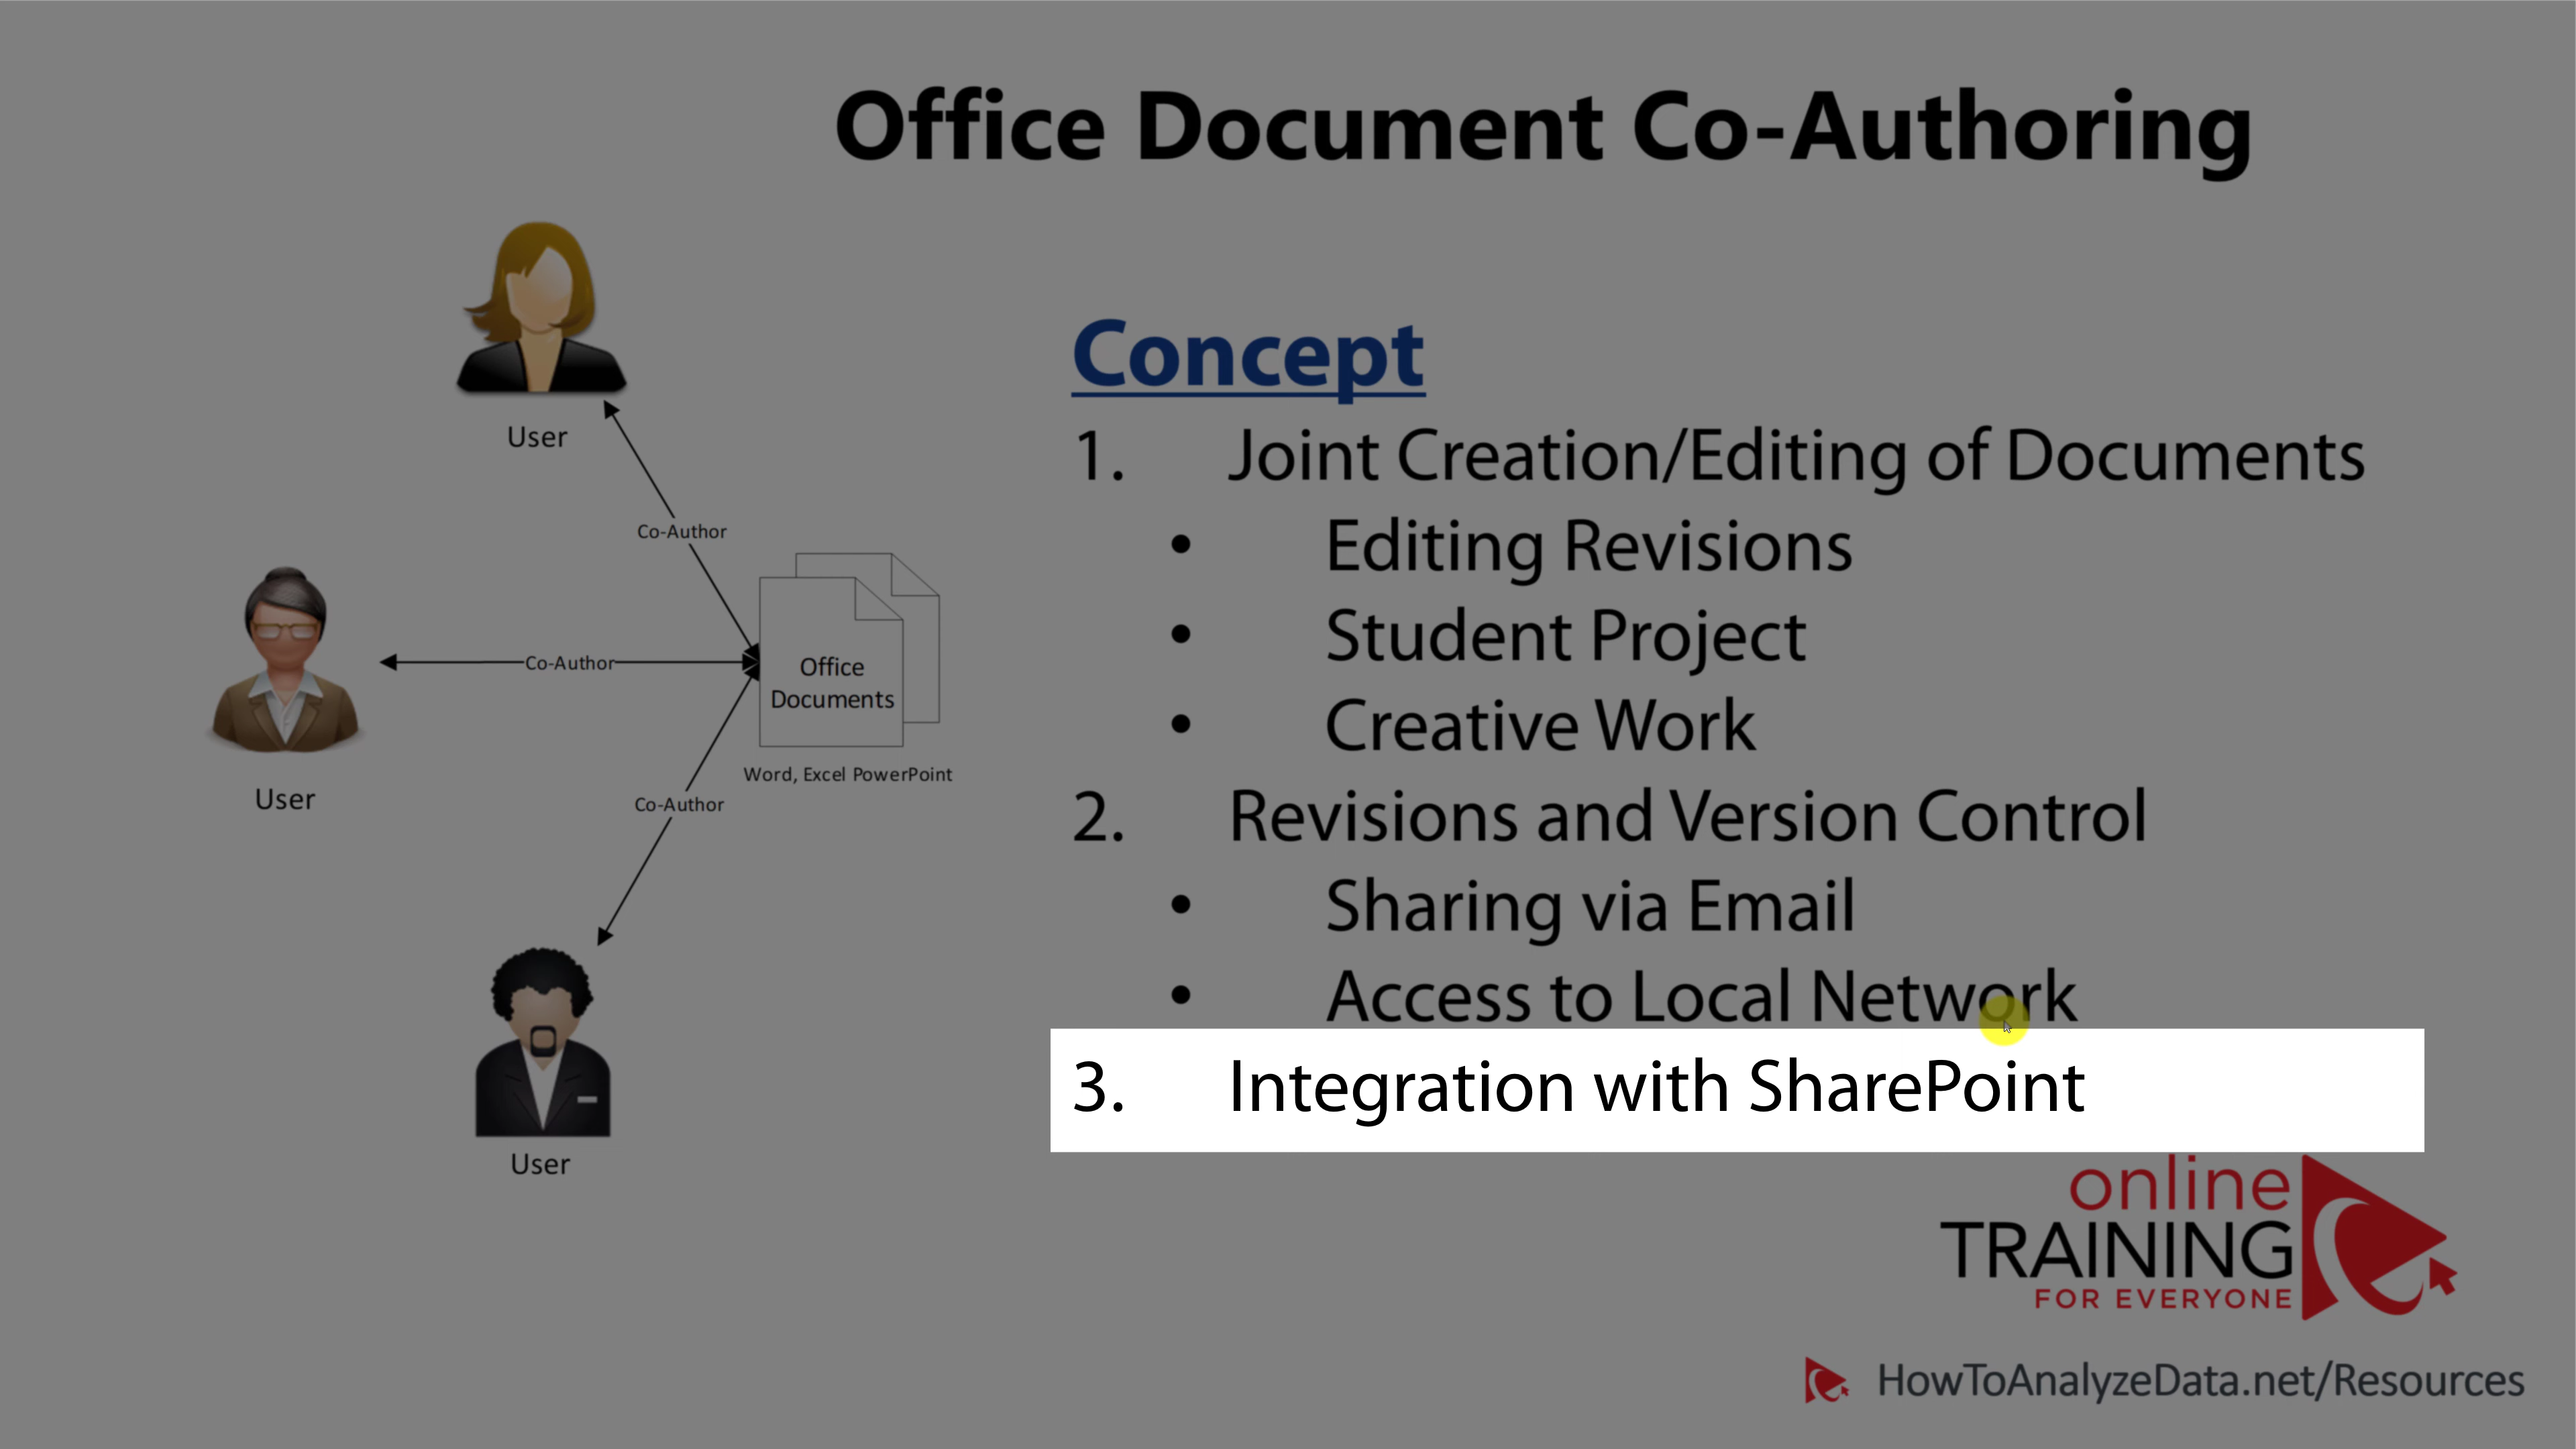 Office Document Co-Authoring
User
Co-Author
User
Co-Author
Office
Documents
Word, Excel PowerPoint
Co-Author
User
Concept
1. Joint Creation/Editing of Documents
• Editing Revisions
• Student Project
• Creative Work
2. Revisions and Version Control
• Sharing via Email
• Access to Local Network
3. Integration with SharePoint
online
TRAINING
FOR EVERYONE
HowToAnalyzeData.net/Resources